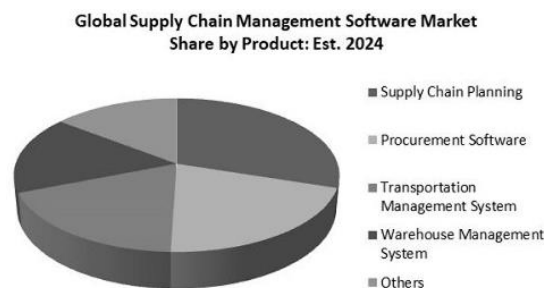 Global Supply Chain Management Software Market
Share by Product: Est. 2024
Supply Chain Planning
Procurement Software
Transportation
Management System
Warehouse Management
System
Others